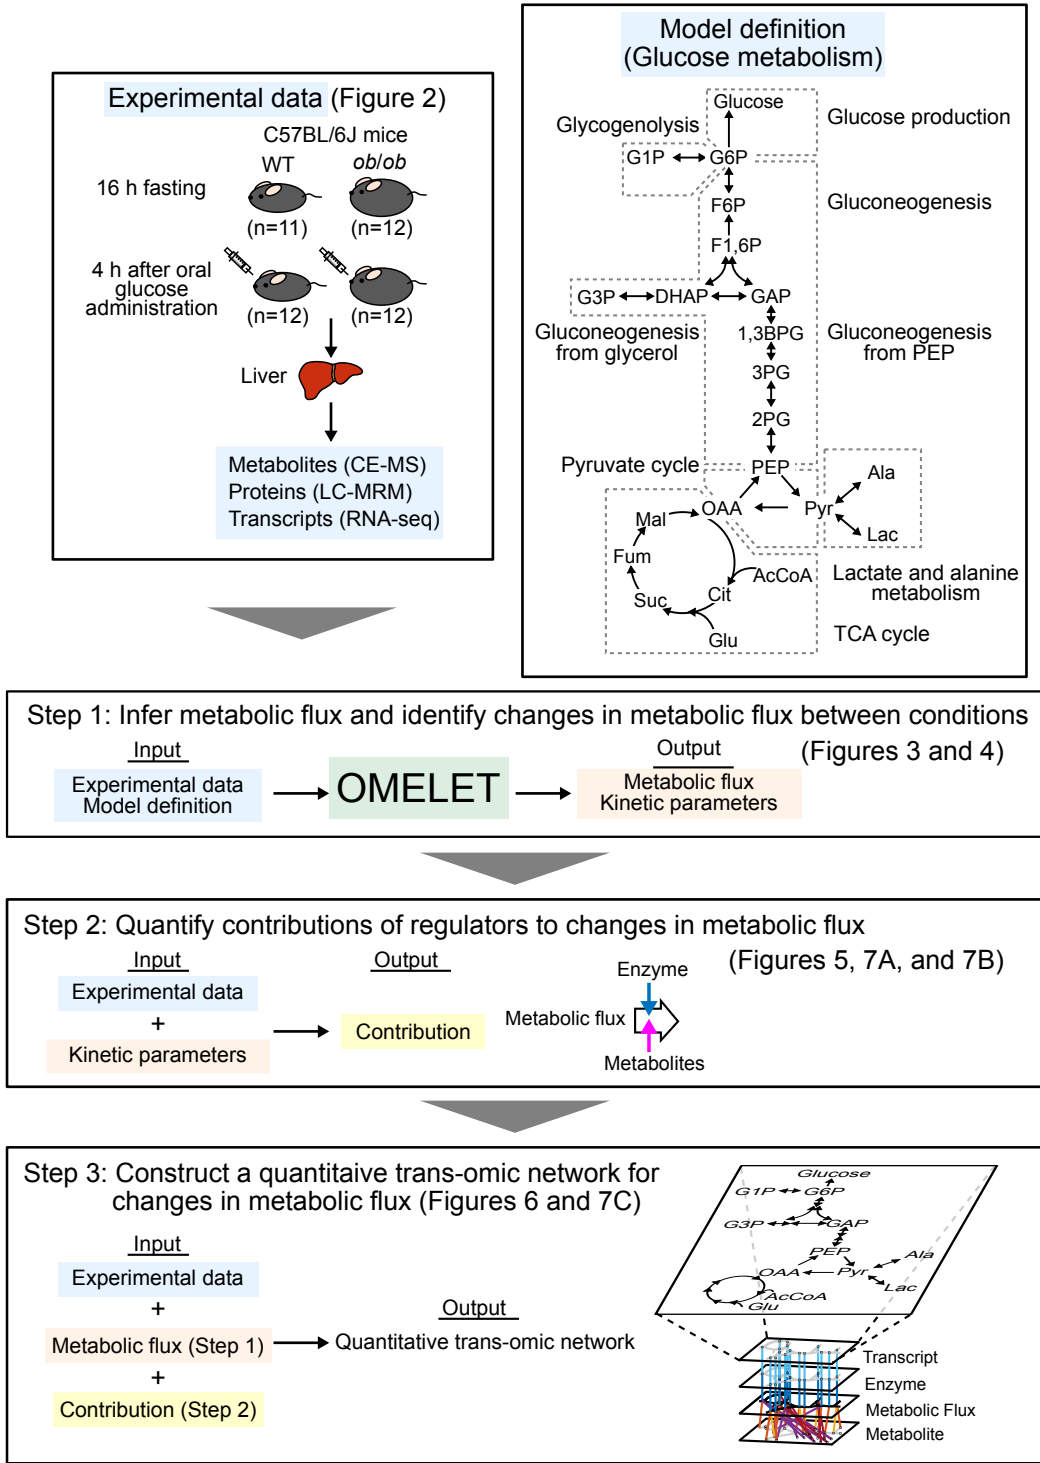 Experimental data (Figure 2)
C57BL/6J mice
WT
ob/ob
16 h fasting
(n=11)
(n=12)
4 h after oral
glucose
administration
(n=12)
(n=12)
Liver
Metabolites (CE-MS)
Proteins (LC-MRM)
Transcripts (RNA-seq)
Model definition
(Glucose metabolism)
Glucose
Glucose production
Glycogenolysis
G1P
G6P
F6P
Gluconeogenesis
F1,6P
G3P
DHAP
GAP
Gluconeogenesis
from glycerol
1,3BPG
Gluconeogenesis
from PEP
3PG
2PG
Pyruvate cycle
PEP
Ala
OAA
Pyr
Mal
Lac
Fum
AcCoA
Lactate and alanine
metabolism
Suc
Cit
Glu
TCA cycle
Step 1: Infer metabolic flux and identify changes in metabolic flux between conditions
(Figures 3 and 4)
Input
Experimental data
Model definition
OMELET
Output
Metabolic flux
Kinetic parameters
Step 2: Quantify contributions of regulators to changes in metabolic flux
(Figures 5, 7A, and 7B)
Input
Experimental data
+
Kinetic parameters
Output
Contribution
Enzyme
Metabolic flux
Metabolites
Step 3: Construct a quantitaive trans-omic network for
changes in metabolic flux (Figures 6 and 7C)
Input
Experimental data
+
Metabolic flux (Step 1)
+
Contribution (Step 2)
Output
Quantitative trans-omic network
Glucose
G1P
G6P
G3P
GAP
PEP
Ala
OAA
Pyr
Lac
AcCoA
Glu
Transcript
Enzyme
Metabolic Flux
Metabolite